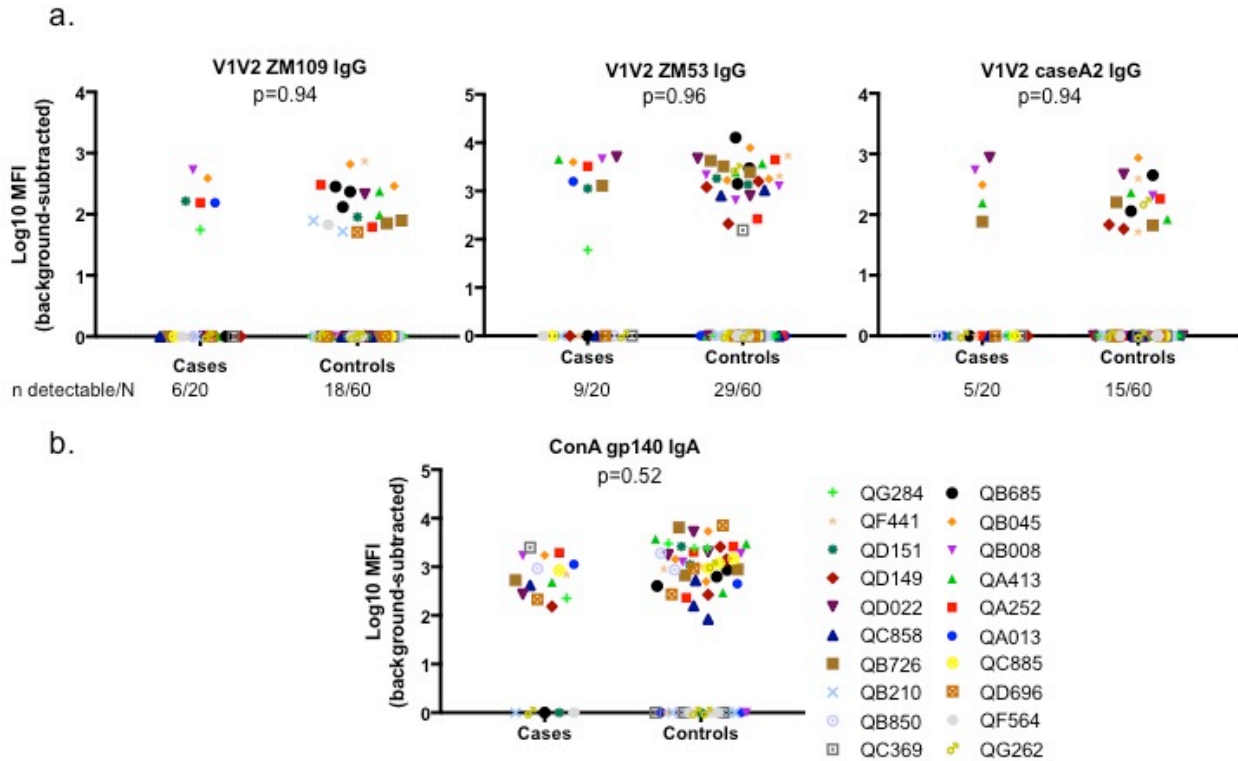 a.
V1V2 ZM109 IgG
p=0.94
Log10 MFI
(background-subtracted)
4
3
2
1
0
Cases
Controls
V1V2 ZM53 IgG
p=0.96
5
4
3
2
1
0
Cases
Controls
V1V2 caseA2 IgG
p=0.94
4
3
2
1
0
Cases
Controls
n detectable/N 6/20 18/60 9/20 29/60 5/20 15/60
b.
ConA gp140 IgA
p=0.52
Log10 MFI
(background-subtracted)
5
4
3
2
1
0
Cases
Controls
QG284 QB685
QF441 QB045
QD151 QB008
QD149 QA413
QD022 QA252
QC858 QA013
QB726 QC885
QB210 QD696
QB850 QF564
QC369 QG262